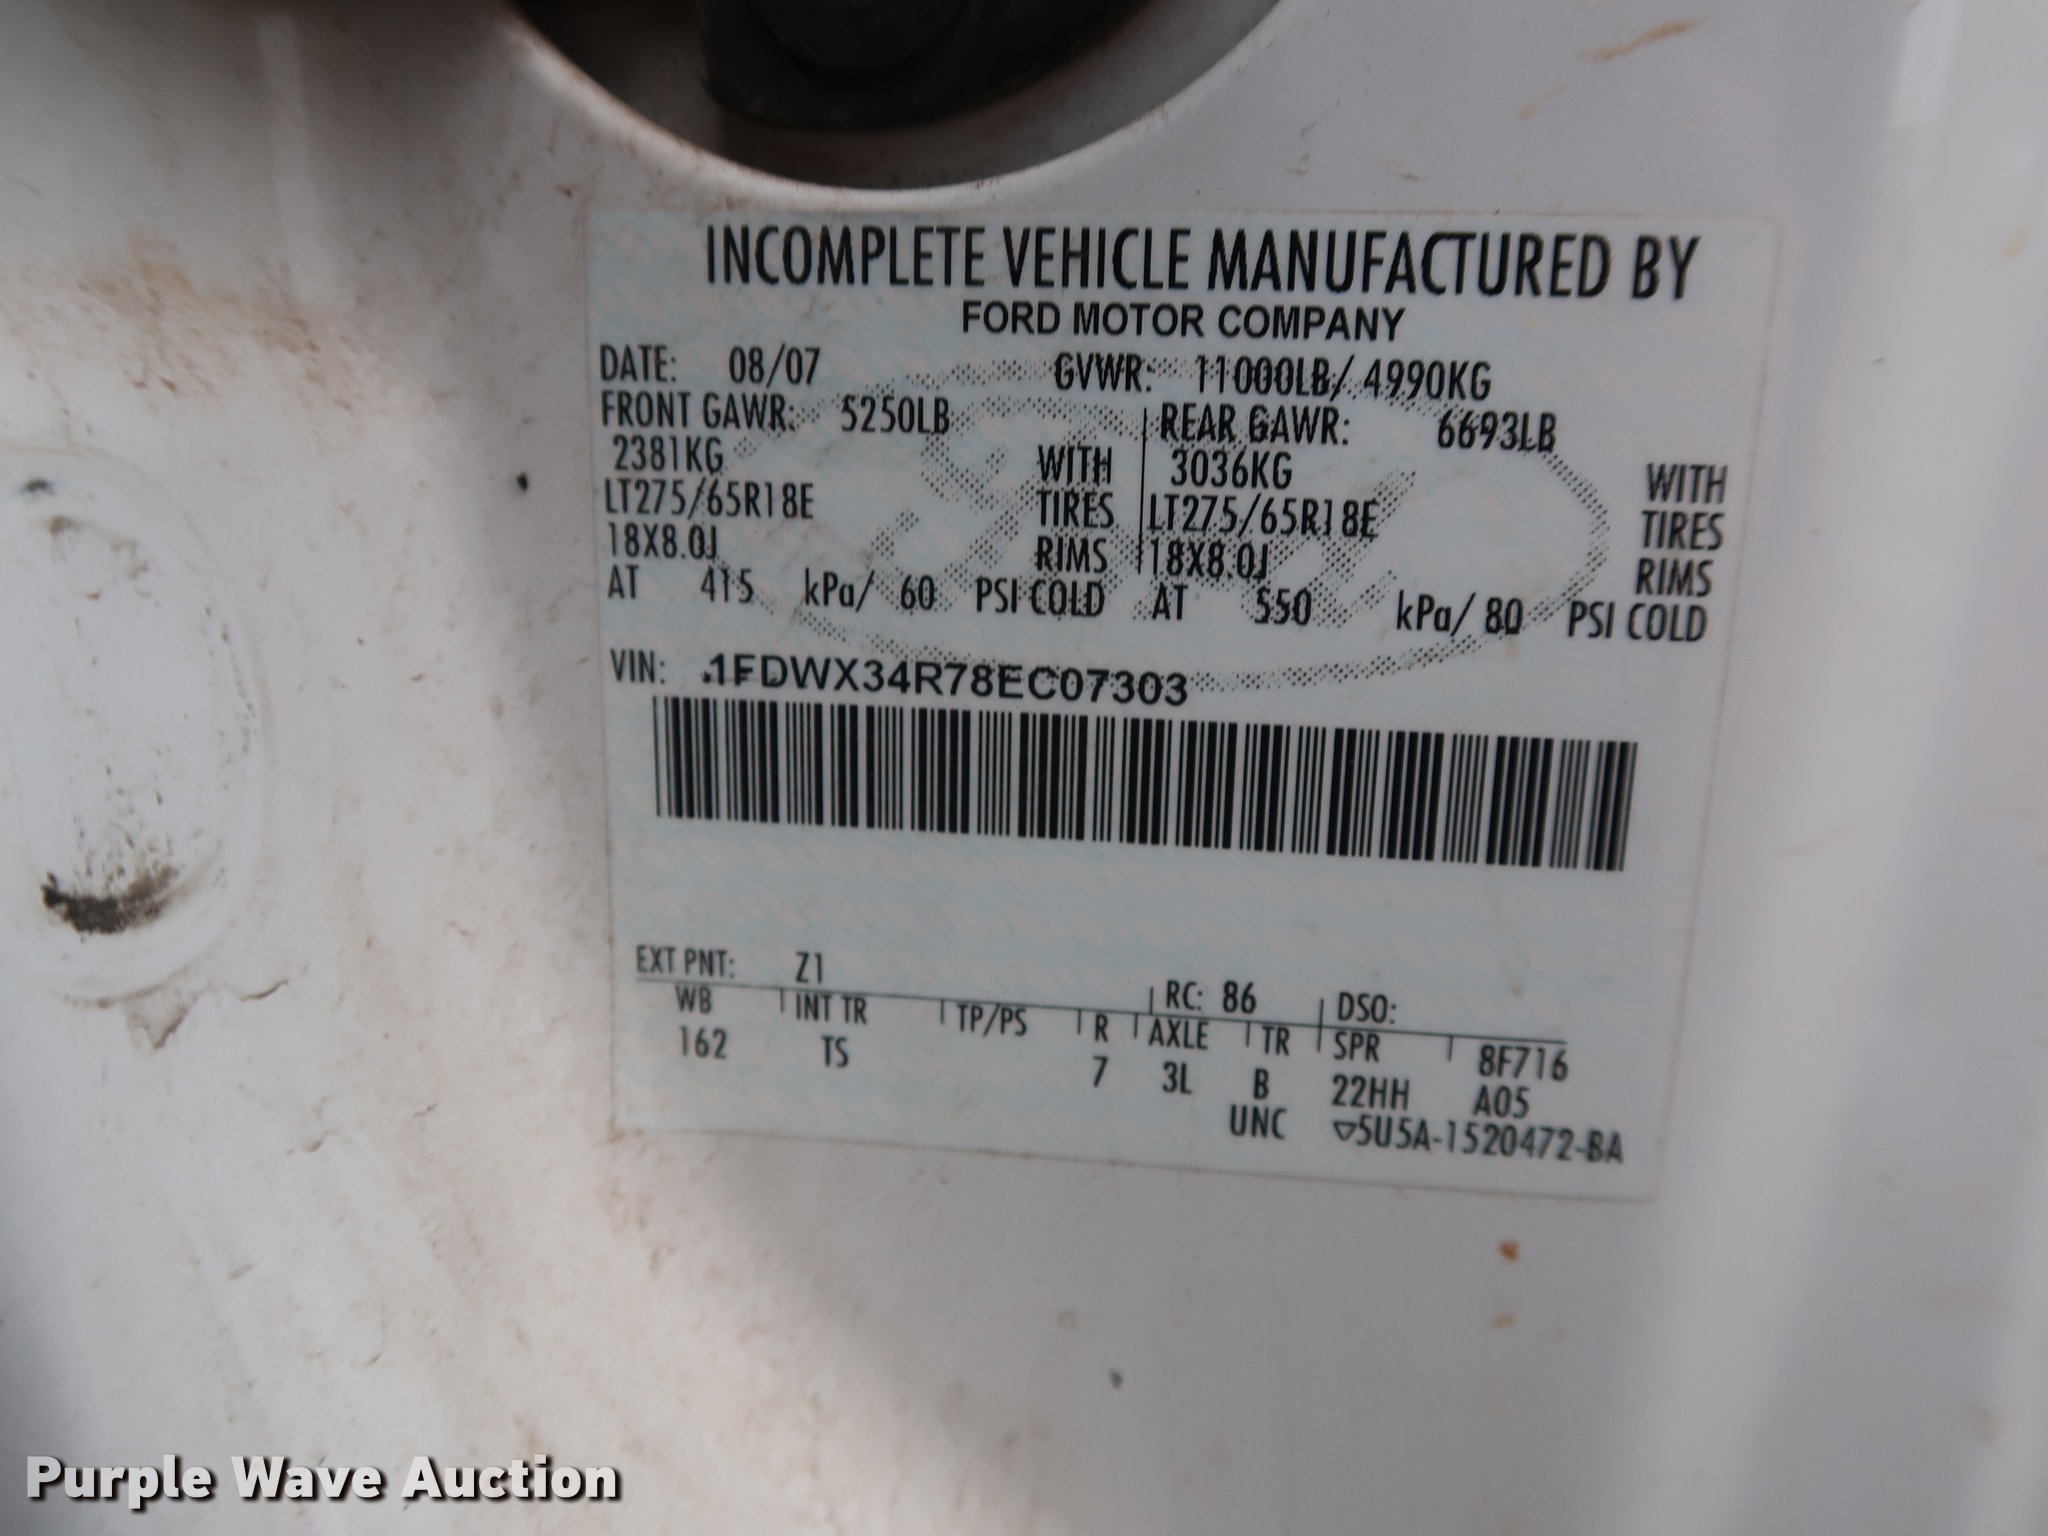 INCOMPLETE VEHICLE MANUFACTURED BY
FORD MOTOR COMPANY
DATE: 08/07 GVWR: 11000LB/ 4990KG
FRONT GAWR: 5250LB REAR GAWR: 6693LB
2381KG WITH 3036KG WITH
LT275/65R18E TIRES LT275/65R18E TIRES
18X8.0J RIMS 18X8.0J RIMS
AT 415 kPa/ 60 PSI COLD AT 550 kPa/ 80 PSI COLD
VIN: 1FDWX34R78EC07303
EXT PNT: Z1 RC: 86 DSO:
WB INT TR TP/PS R AXLE TR SPR 8F716
162 TS 7 3L B 22HH A05
UNC ▽5U5A-1520472-BA
Purple Wave Auction